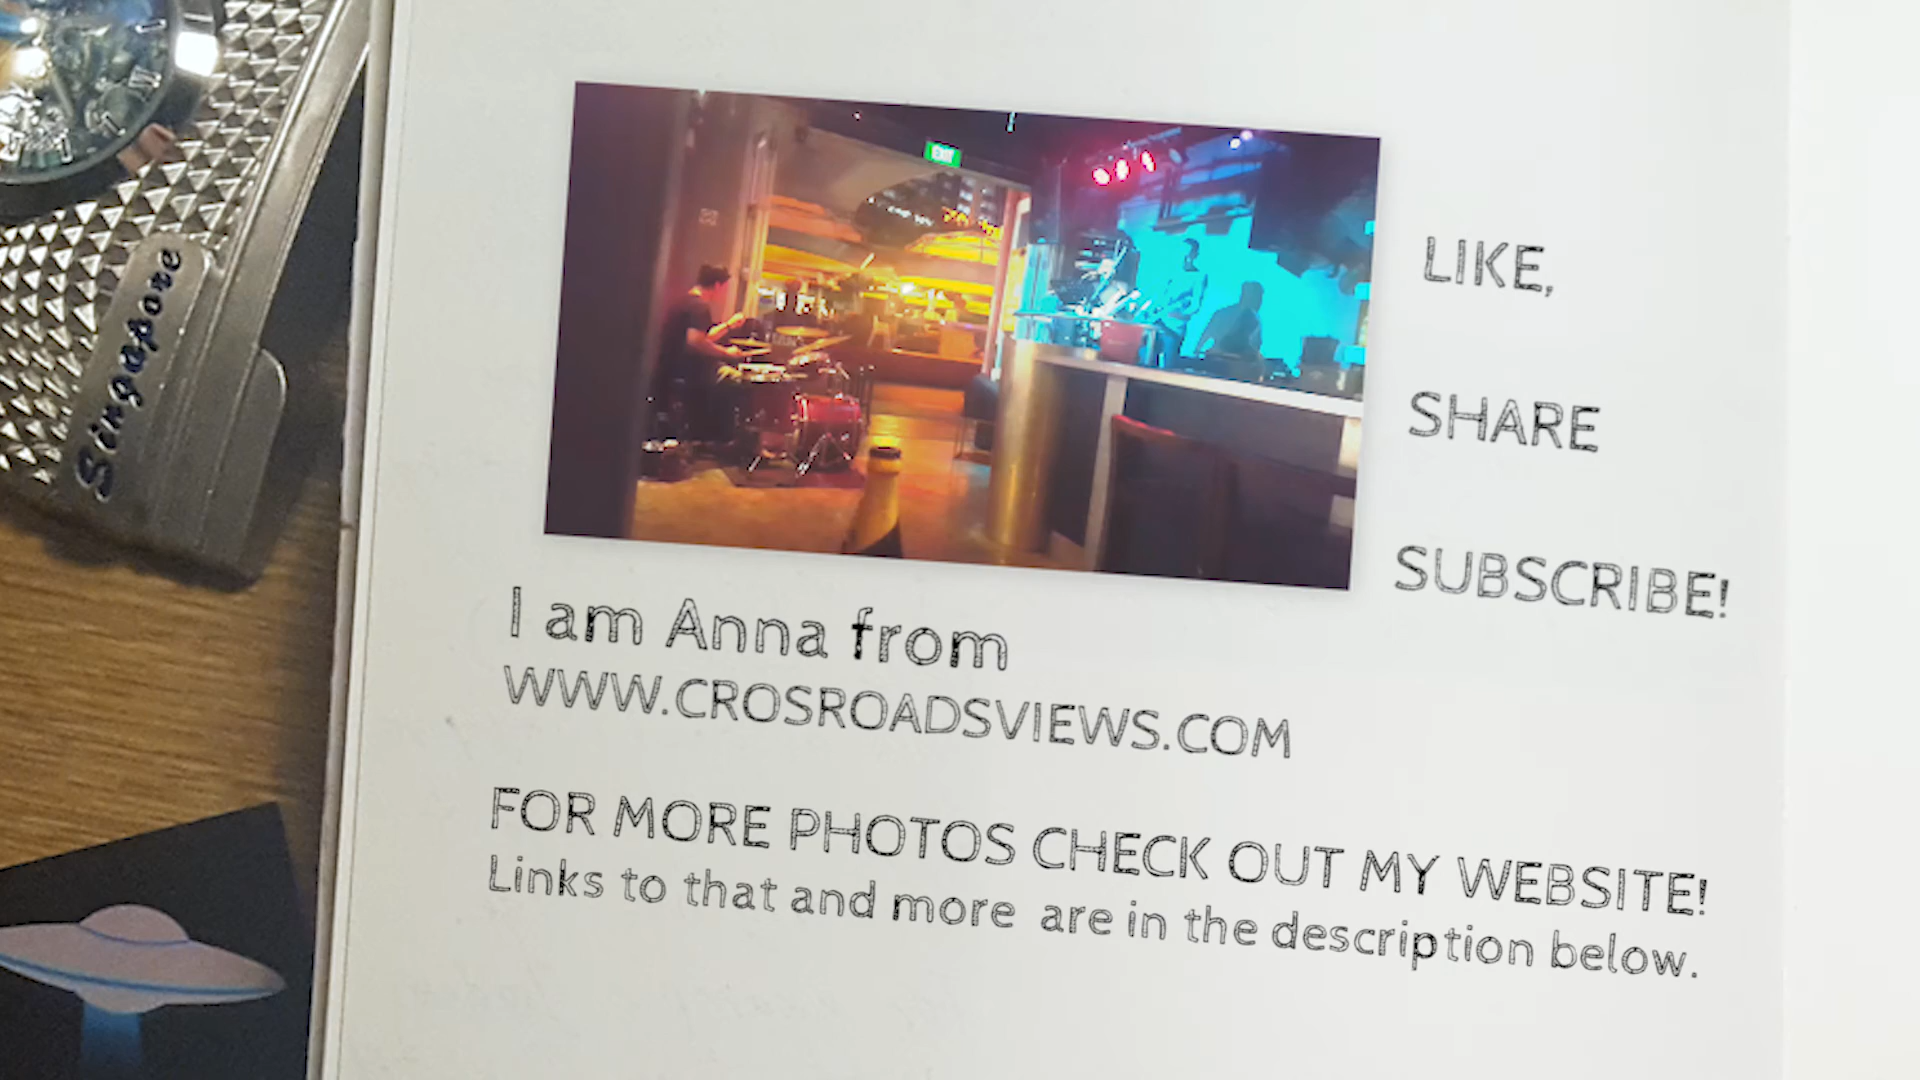 Singapore
EXIT
LIKE,
SHARE
SUBSCRIBE!
I am Anna from
WWW.CROSROADSVIEWS.COM
FOR MORE PHOTOS CHECK OUT MY WEBSITE!
Links to that and more are in the description below.